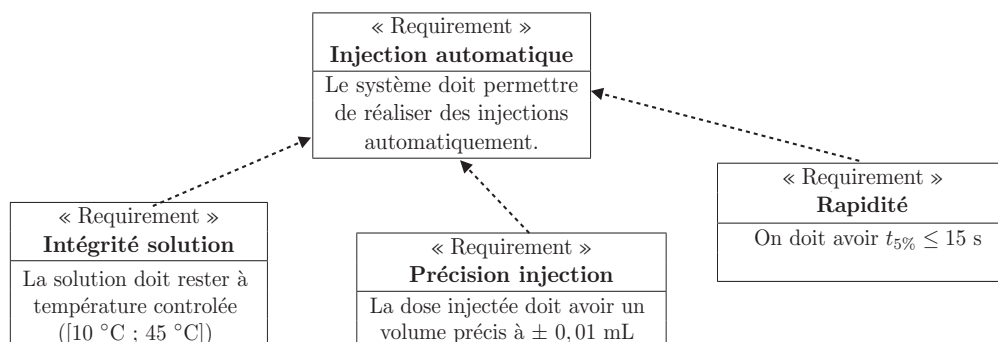 « Requirement »
Injection automatique
Le système doit permettre
de réaliser des injections
automatiquement.
« Requirement »
Intégrité solution
La solution doit rester à
température controlée
([10 °C ; 45 °C])
« Requirement »
Précision injection
La dose injectée doit avoir un
volume précis à ± 0,01 mL
« Requirement »
Rapidité
On doit avoir t5% ≤ 15 s